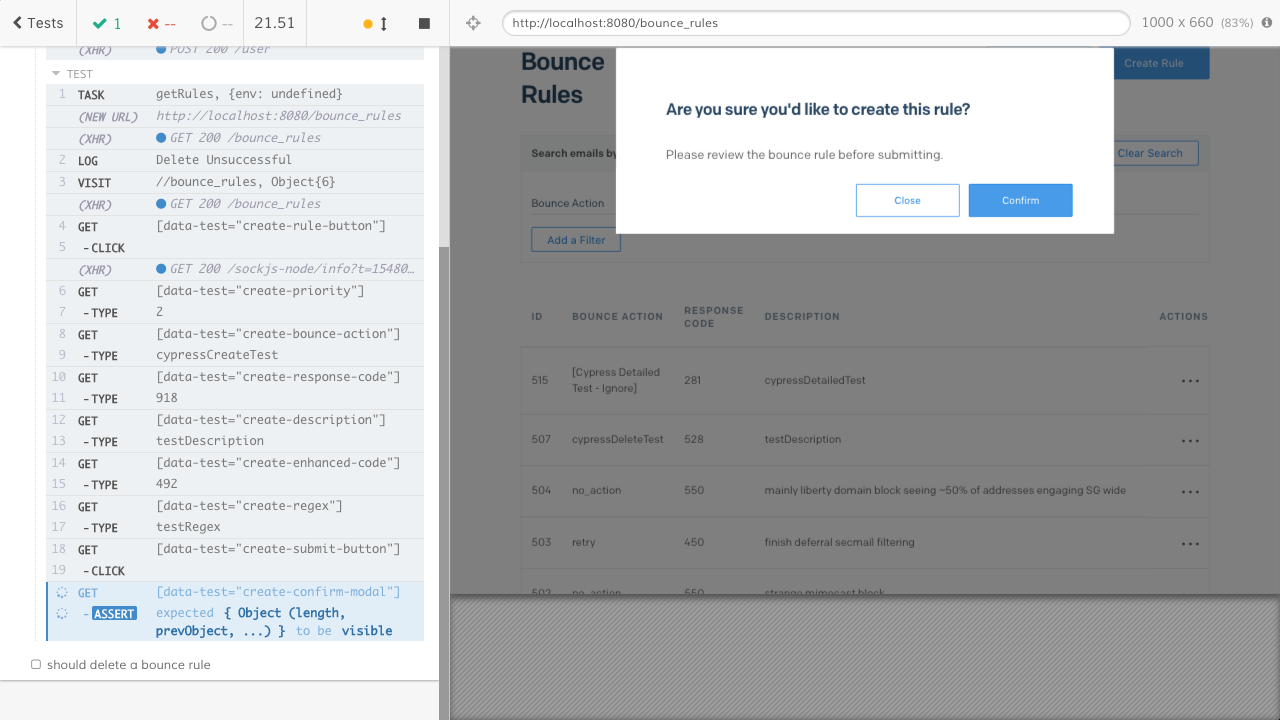 Tests
1
--
--
21.51
http://localhost:8080/bounce_rules
1000 x 660 (83%)
(XHR) POST 200 /user
TEST
1 TASK getRules, {env: undefined}
(NEW URL) http://localhost:8080/bounce_rules
(XHR) GET 200 /bounce_rules
2 LOG Delete Unsuccessful
3 VISIT //bounce_rules, Object{6}
(XHR) GET 200 /bounce_rules
4 GET [data-test="create-rule-button"]
5 -CLICK
(XHR) GET 200 /sockjs-node/info?t=15480…
6 GET [data-test="create-priority"]
7 -TYPE 2
8 GET [data-test="create-bounce-action"]
9 -TYPE cypressCreateTest
10 GET [data-test="create-response-code"]
11 -TYPE 918
12 GET [data-test="create-description"]
13 -TYPE testDescription
14 GET [data-test="create-enhanced-code"]
15 -TYPE 492
16 GET [data-test="create-regex"]
17 -TYPE testRegex
18 GET [data-test="create-submit-button"]
19 -CLICK
GET [data-test="create-confirm-modal"]
-ASSERT expected { Object (length,
prevObject, ...) } to be visible
should delete a bounce rule
Bounce
Rules
Create Rule
Are you sure you'd like to create this rule?
Please review the bounce rule before submitting.
Close Confirm
Search emails by
Clear Search
Bounce Action
Add a Filter
ID BOUNCE ACTION RESPONSE CODE DESCRIPTION ACTIONS
515 [Cypress Detailed Test - Ignore] 281 cypressDetailedTest
507 cypressDeleteTest 528 testDescription
504 no_action 550 mainly liberty domain block seeing ~50% of addresses engaging SG wide
503 retry 450 finish deferral secmail filtering
502 no_action 550 strange mimecast block